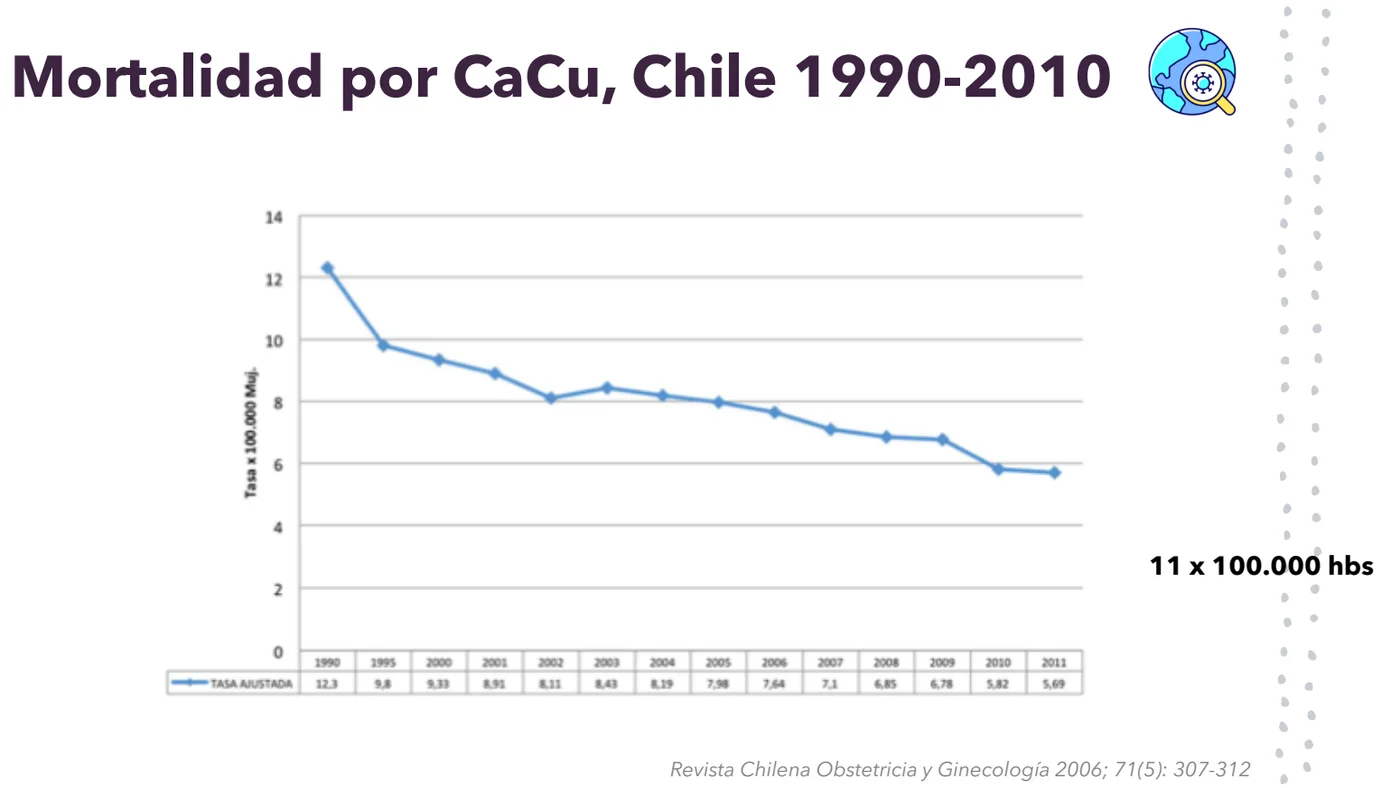 Mortalidad por CaCu, Chile 1990-2010
14
12
10
8
6
4
2
0
Tasa x 100.000 Muj.
1990 1995 2000 2001 2002 2003 2004 2005 2006 2007 2008 2009 2010 2011
TASA AJUSTADA 12,3 9,8 9,33 8,91 8,11 8,43 8,19 7,98 7,64 7,1 6,85 6,78 5,82 5,69
11 x 100.000 hbs
Revista Chilena Obstetricia y Ginecología 2006; 71(5): 307-312